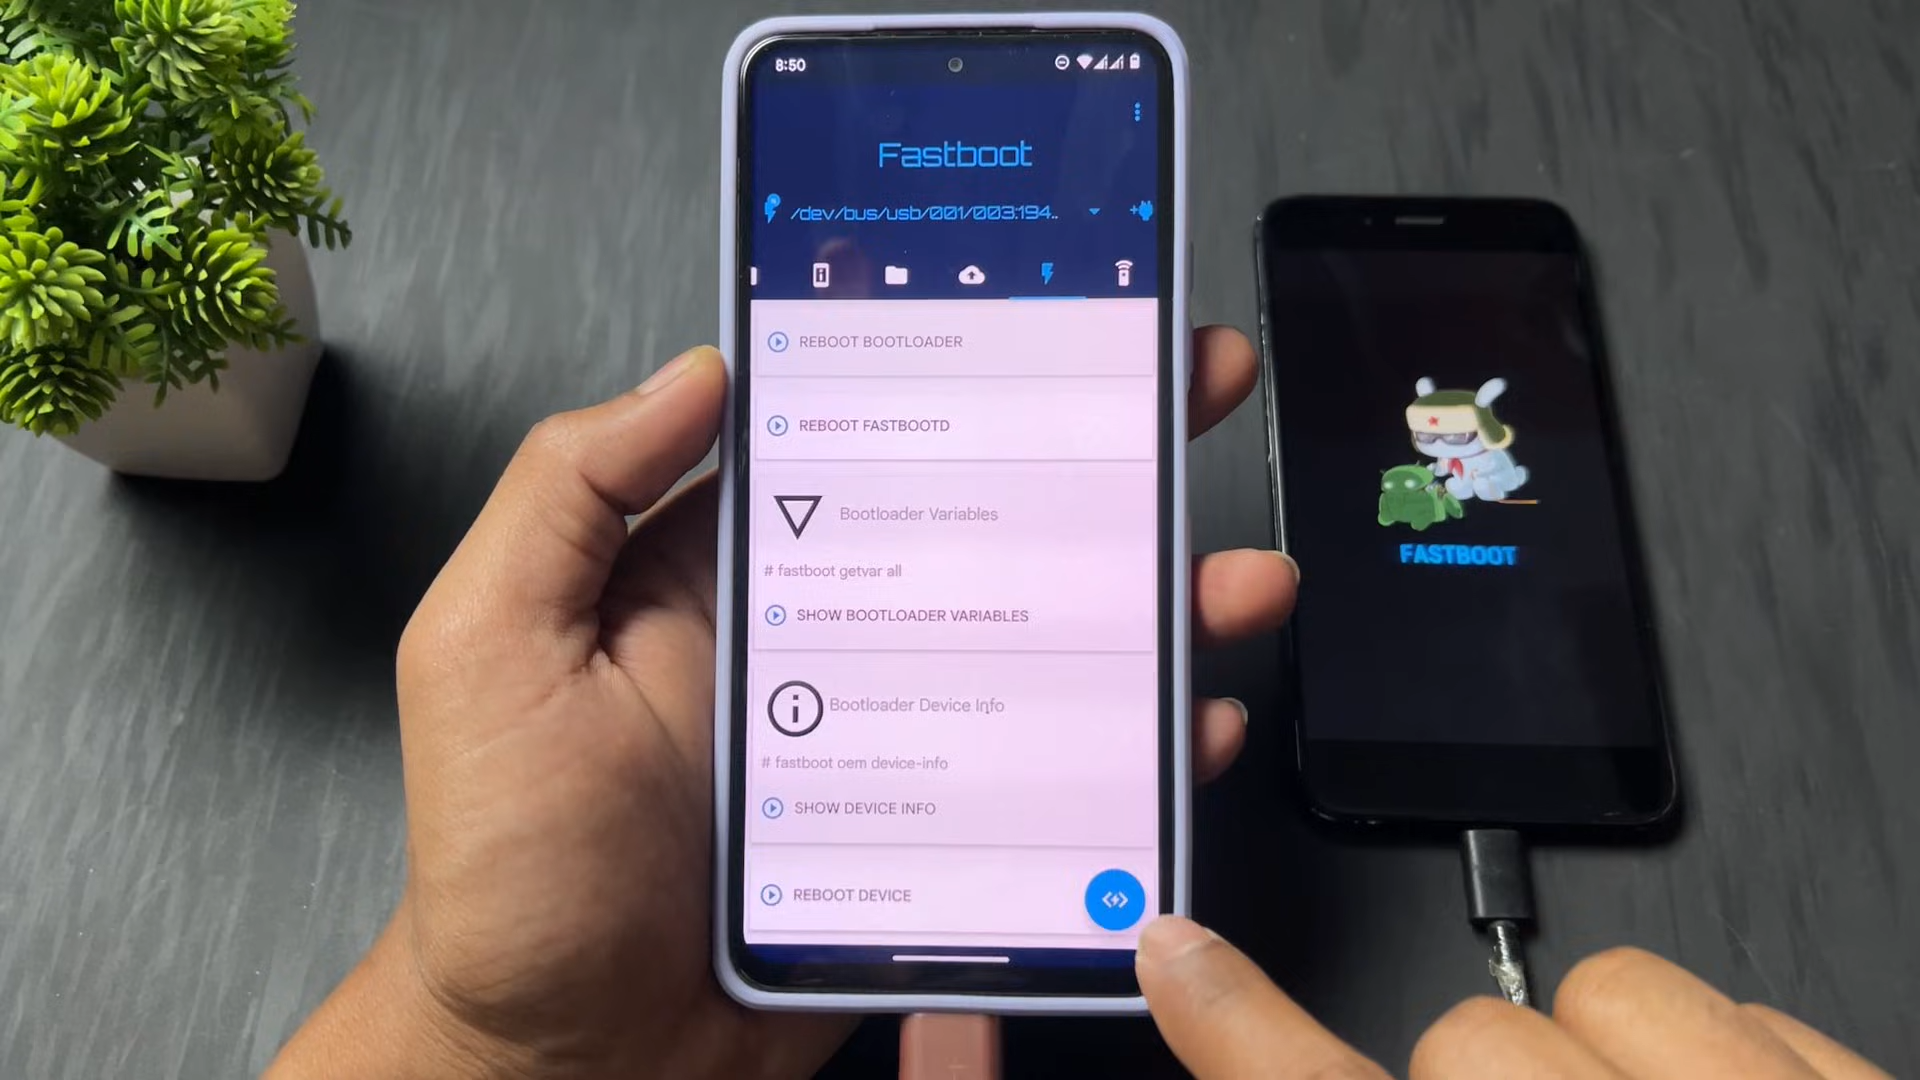 8:50
Fastboot
/dev/bus/usb/001/003:194..
REBOOT BOOTLOADER
REBOOT FASTBOOTD
Bootloader Variables
# fastboot getvar all
SHOW BOOTLOADER VARIABLES
Bootloader Device Info
# fastboot oem device-info
SHOW DEVICE INFO
REBOOT DEVICE
FASTBOOT